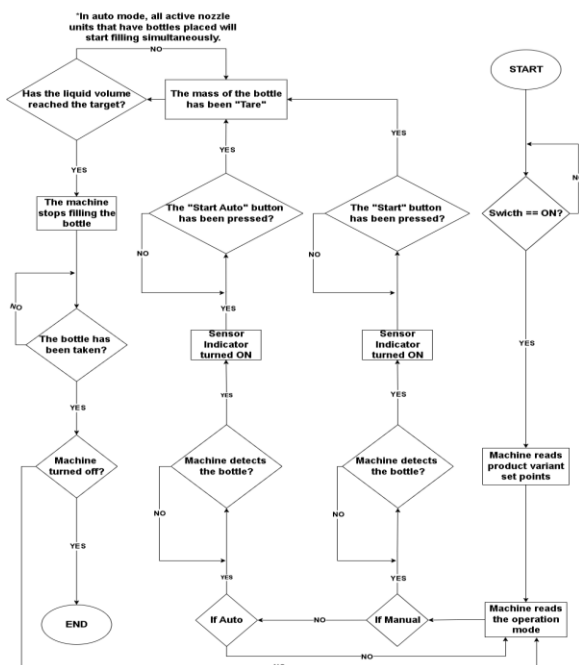 *In auto mode, all active nozzle
units that have bottles placed will
start filling simultaneously.
NO
START
Has the liquid volume
reached the target?
The mass of the bottle
has been "Tare"
YES
YES
YES
NO
The machine
stops filling the
bottle
The "Start Auto" button
has been pressed?
The "Start" button
has been pressed?
Swicth == ON?
NO
NO
NO
YES
YES
The bottle has
been taken?
Sensor
Indicator
turned ON
Sensor
Indicator
turned ON
YES
YES
YES
YES
Machine
turned off?
Machine detects
the bottle?
Machine detects
the bottle?
Machine reads
product variant
set points
NO
NO
YES
YES
YES
END
If Auto
NO
If Manual
Machine reads
the operation
mode
NO
NO